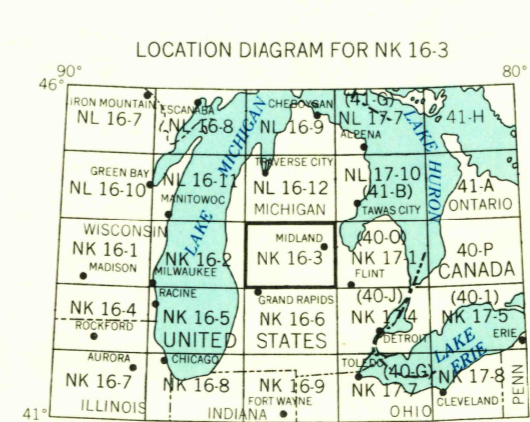 LOCATION DIAGRAM FOR NK 16-3
90°
80°
46°
IRON MOUNTAIN
NL 16-7
ESCANABA
NL 16-8
CHEBOYGAN
NL 16-9
(41-G)
NL 17-7
ALPENA
41-H
LAKE MICHIGAN
LAKE HURON
GREEN BAY
NL 16-10
NL 16-11
MANITOWOC
TRAVERSE CITY
NL 16-12
MICHIGAN
NL 17-10
(41-B)
TAWAS CITY
41-A
ONTARIO
WISCONSIN
NK 16-1
MADISON
NK 16-2
MILWAUKEE
MIDLAND
NK 16-3
(40-O)
NK 17-1
FLINT
40-P
CANADA
NK 16-4
ROCKFORD
RACINE
NK 16-5
UNITED
GRAND RAPIDS
NK 16-6
STATES
(40-J)
NK 17-4
DETROIT
(40-1)
NK 17-5
ERIE
LAKE ERIE
AURORA
NK 16-7
ILLINOIS
CHICAGO
NK 16-8
INDIANA
NK 16-9
FORT WAYNE
TOLEDO
(40-G)
NK 17-7
OHIO
NK 17-8
CLEVELAND
PENN
41°